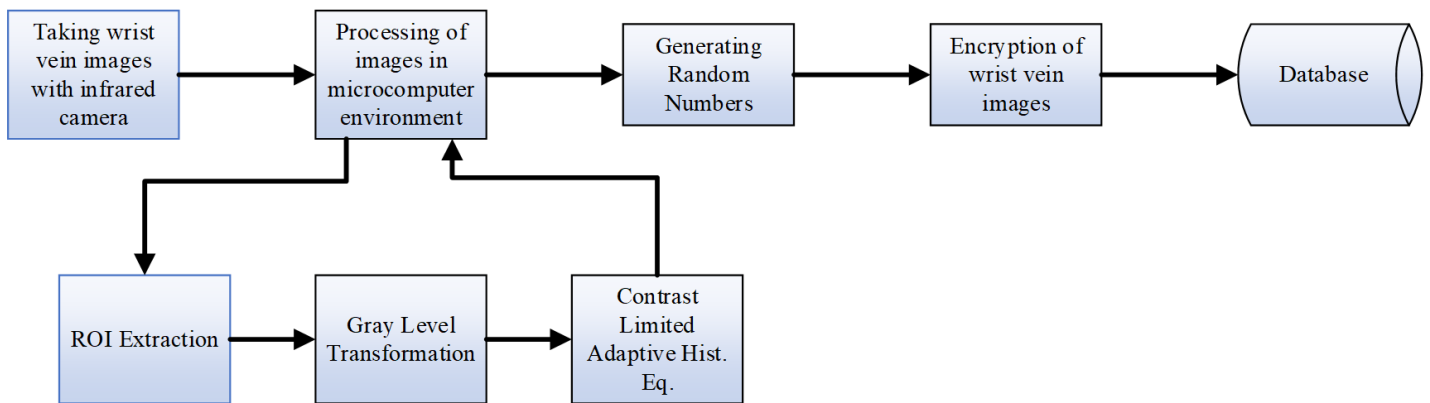 Taking wrist
vein images
with infrared
camera
Processing of
images in
microcomputer
environment
Generating
Random
Numbers
Encryption of
wrist vein
images
Database
ROI Extraction
Gray Level
Transformation
Contrast
Limited
Adaptive Hist.
Eq.